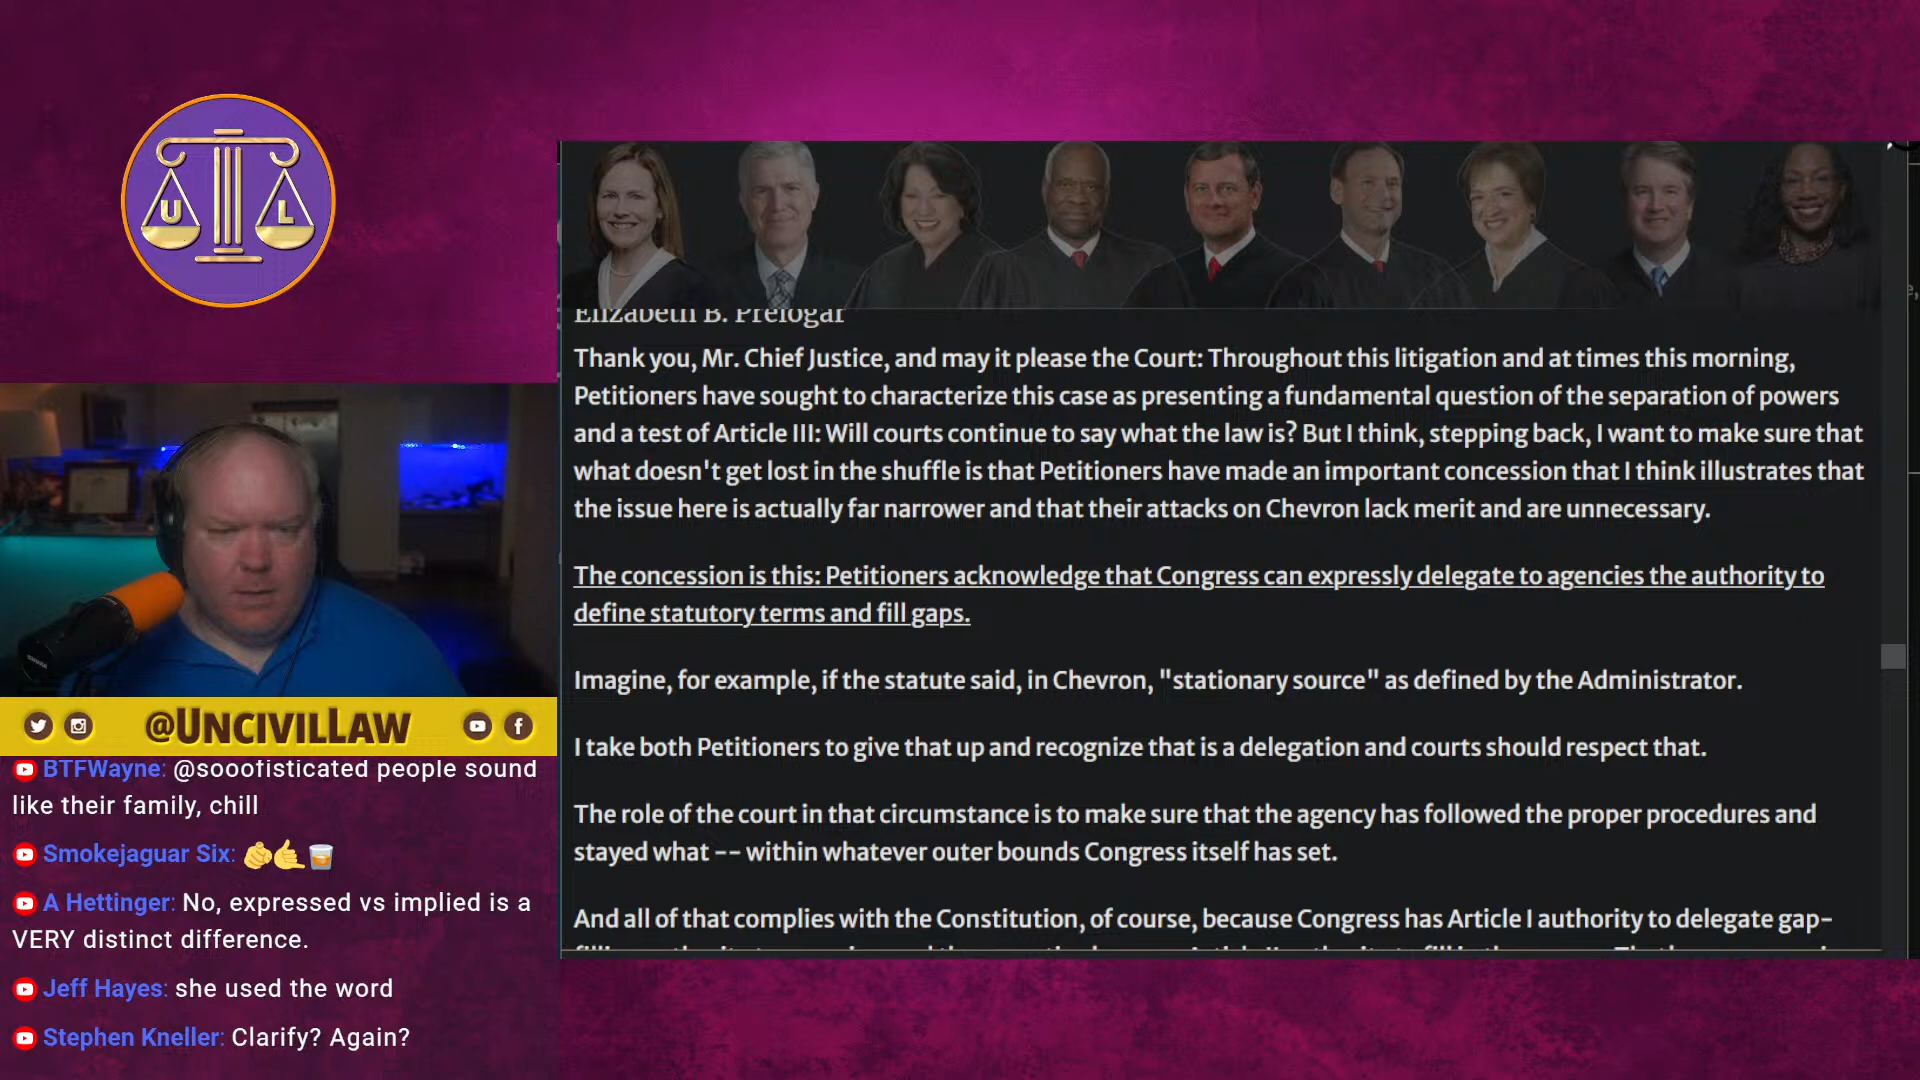 U L
Elizabeth B. Prelogar
Thank you, Mr. Chief Justice, and may it please the Court: Throughout this litigation and at times this morning,
Petitioners have sought to characterize this case as presenting a fundamental question of the separation of powers
and a test of Article III: Will courts continue to say what the law is? But I think, stepping back, I want to make sure that
what doesn't get lost in the shuffle is that Petitioners have made an important concession that I think illustrates that
the issue here is actually far narrower and that their attacks on Chevron lack merit and are unnecessary.
The concession is this: Petitioners acknowledge that Congress can expressly delegate to agencies the authority to
define statutory terms and fill gaps.
Imagine, for example, if the statute said, in Chevron, "stationary source" as defined by the Administrator.
I take both Petitioners to give that up and recognize that is a delegation and courts should respect that.
The role of the court in that circumstance is to make sure that the agency has followed the proper procedures and
stayed what -- within whatever outer bounds Congress itself has set.
And all of that complies with the Constitution, of course, because Congress has Article I authority to delegate gap-
@UNCIVILLAW
BTFWayne: @sooofisticated people sound
like their family, chill
Smokejaguar Six:
A Hettinger: No, expressed vs implied is a
VERY distinct difference.
Jeff Hayes: she used the word
Stephen Kneller: Clarify? Again?